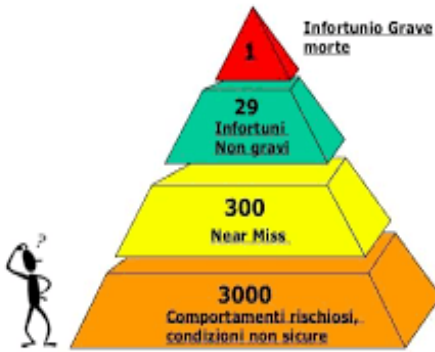 Infortunio Grave
morte
1
29
Infortuni
Non gravi
300
Near Miss
3000
Comportamenti rischiosi,
condizioni non sicure
?